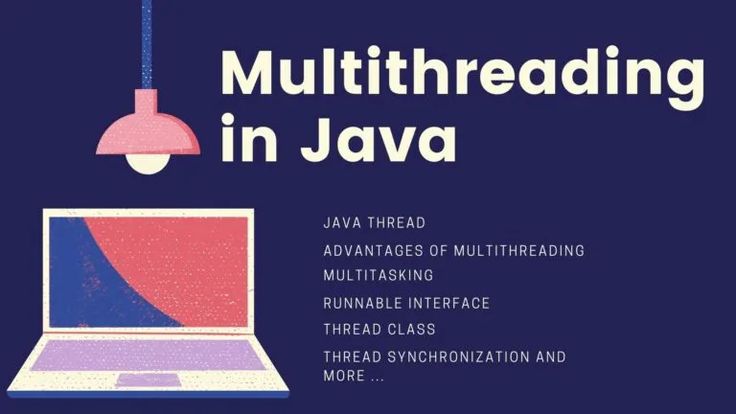 Multithreading
in Java
JAVA THREAD
ADVANTAGES OF MULTITHREADING
MULTITASKING
RUNNABLE INTERFACE
THREAD CLASS
THREAD SYNCHRONIZATION AND
MORE ...